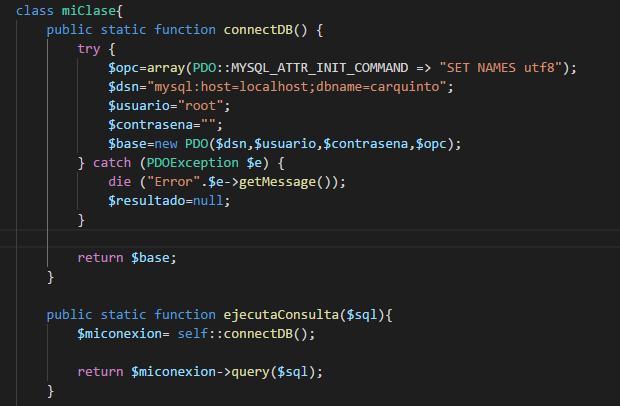 class miClase{
public static function connectDB() {
try {
$opc=array(PDO::MYSQL_ATTR_INIT_COMMAND => "SET NAMES utf8");
$dsn="mysql:host=localhost;dbname=carquinto";
$usuario="root";
$contrasena="";
$base=new PDO($dsn,$usuario,$contrasena,$opc);
} catch (PDOException $e) {
die ("Error".$e->getMessage());
$resultado=null;
}
return $base;
}
public static function ejecutaConsulta($sql){
$miconexion= self::connectDB();
return $miconexion->query($sql);
}